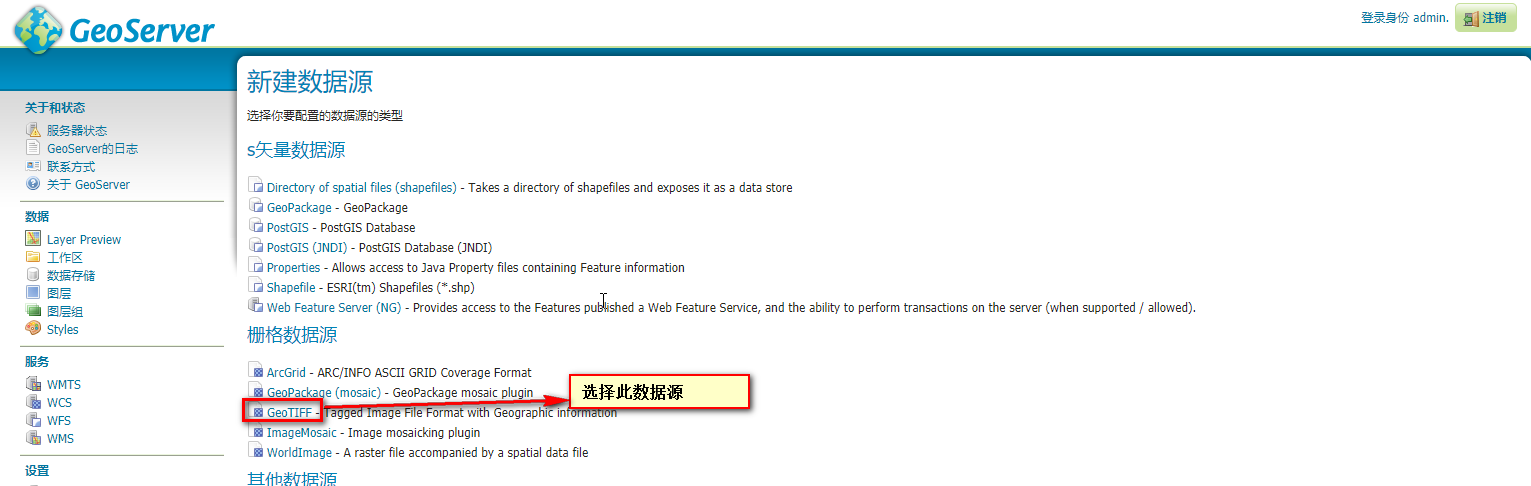 GeoServer
登录身份 admin.
注销
关于和状态
服务器状态
GeoServer的日志
联系方式
关于 GeoServer
数据
Layer Preview
工作区
数据存储
图层
图层组
Styles
服务
WMTS
WCS
WFS
WMS
设置
新建数据源
选择你要配置的数据源的类型
s矢量数据源
Directory of spatial files (shapefiles) - Takes a directory of shapefiles and exposes it as a data store
GeoPackage - GeoPackage
PostGIS - PostGIS Database
PostGIS (JNDI) - PostGIS Database (JNDI)
Properties - Allows access to Java Property files containing Feature information
Shapefile - ESRI(tm) Shapefiles (*.shp)
Web Feature Server (NG) - Provides access to the Features published a Web Feature Service, and the ability to perform transactions on the server (when supported / allowed).
栅格数据源
ArcGrid - ARC/INFO ASCII GRID Coverage Format
GeoPackage (mosaic) - GeoPackage mosaic plugin
选择此数据源
GeoTIFF - Tagged Image File Format with Geographic information
ImageMosaic - Image mosaicking plugin
WorldImage - A raster file accompanied by a spatial data file
其他数据源